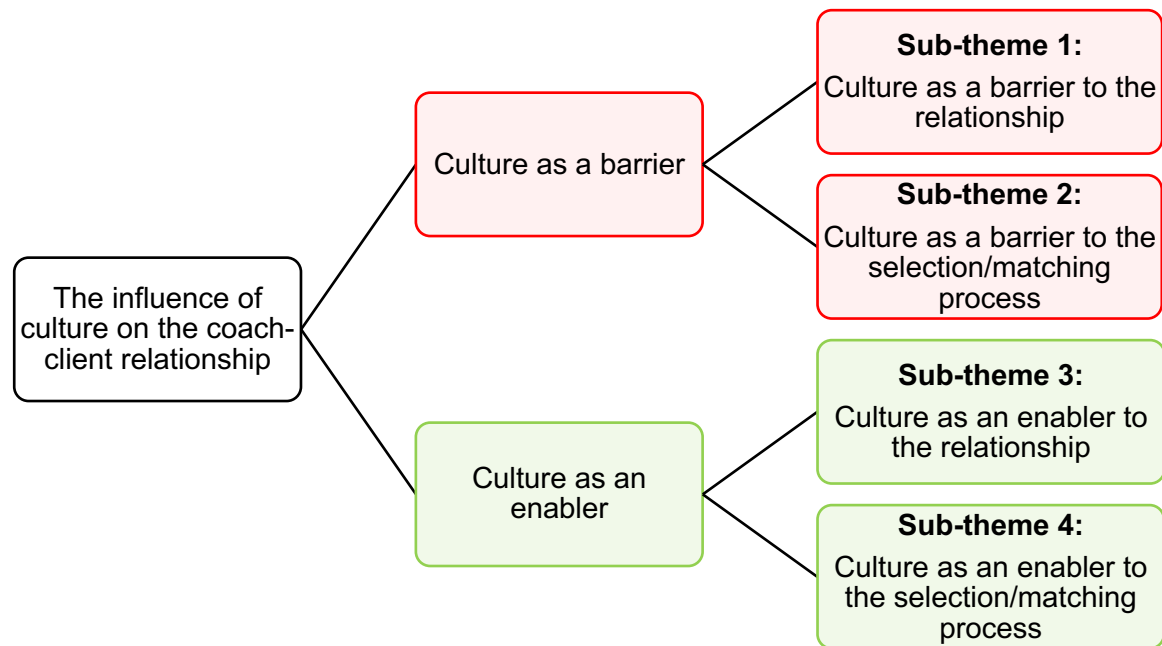 The influence of
culture on the coach-
client relationship
Culture as a barrier
Sub-theme 1:
Culture as a barrier to the
relationship
Sub-theme 2:
Culture as a barrier to the
selection/matching
process
Culture as an
enabler
Sub-theme 3:
Culture as an enabler to
the relationship
Sub-theme 4:
Culture as an enabler to
the selection/matching
process